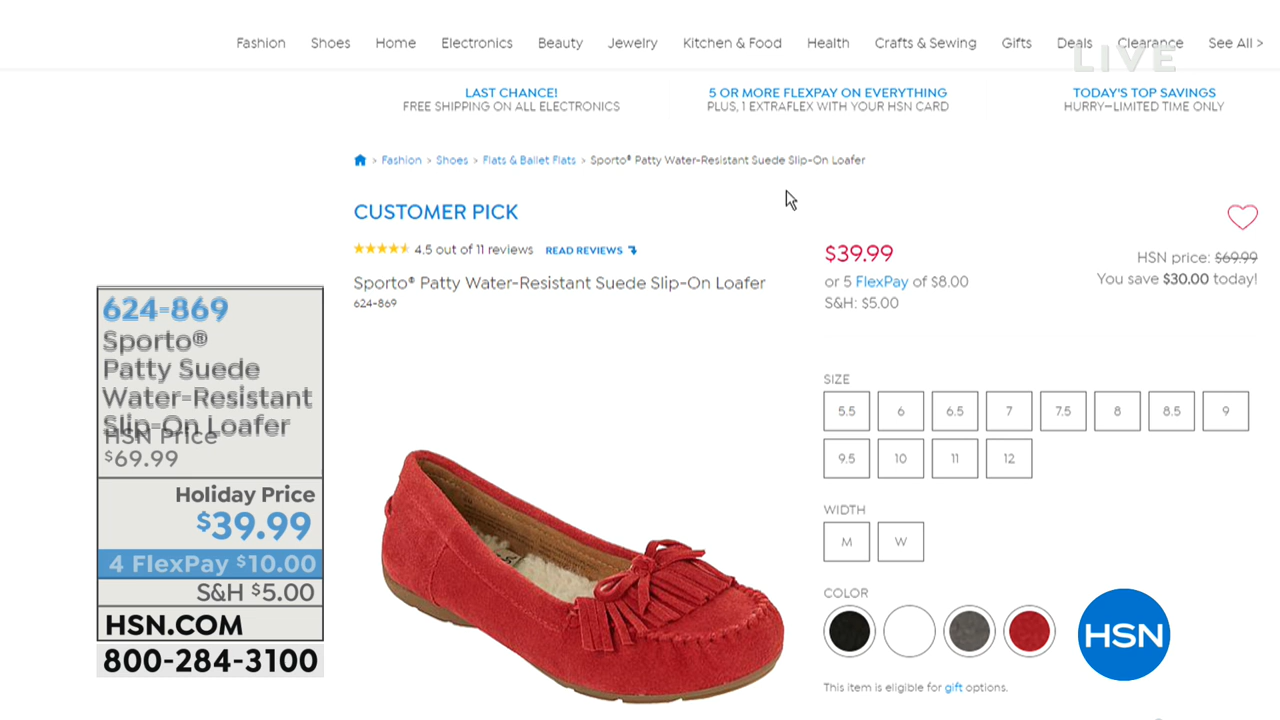 Fashion Shoes Home Electronics Beauty Jewelry Kitchen & Food Health Crafts & Sewing Gifts Deals Clearance See All >
LIVE
LAST CHANCE! 5 OR MORE FLEXPAY ON EVERYTHING TODAY'S TOP SAVINGS
FREE SHIPPING ON ALL ELECTRONICS PLUS, 1 EXTRAFLEX WITH YOUR HSN CARD HURRY–LIMITED TIME ONLY
> Fashion > Shoes > Flats & Ballet Flats > Sporto® Patty Water-Resistant Suede Slip-On Loafer
CUSTOMER PICK
4.5 out of 11 reviews READ REVIEWS
Sporto® Patty Water-Resistant Suede Slip-On Loafer
624-869
$39.99
or 5 FlexPay of $8.00
S&H: $5.00
HSN price: $69.99
You save $30.00 today!
SIZE
5.5 6 6.5 7 7.5 8 8.5 9
9.5 10 11 12
WIDTH
M W
COLOR
This item is eligible for gift options.
624-869
Sporto®
Patty Suede
Water-Resistant
Slip-On Loafer
HSN Price
$69.99
Holiday Price
$39.99
4 FlexPay $10.00
S&H $5.00
HSN.COM
800-284-3100
HSN